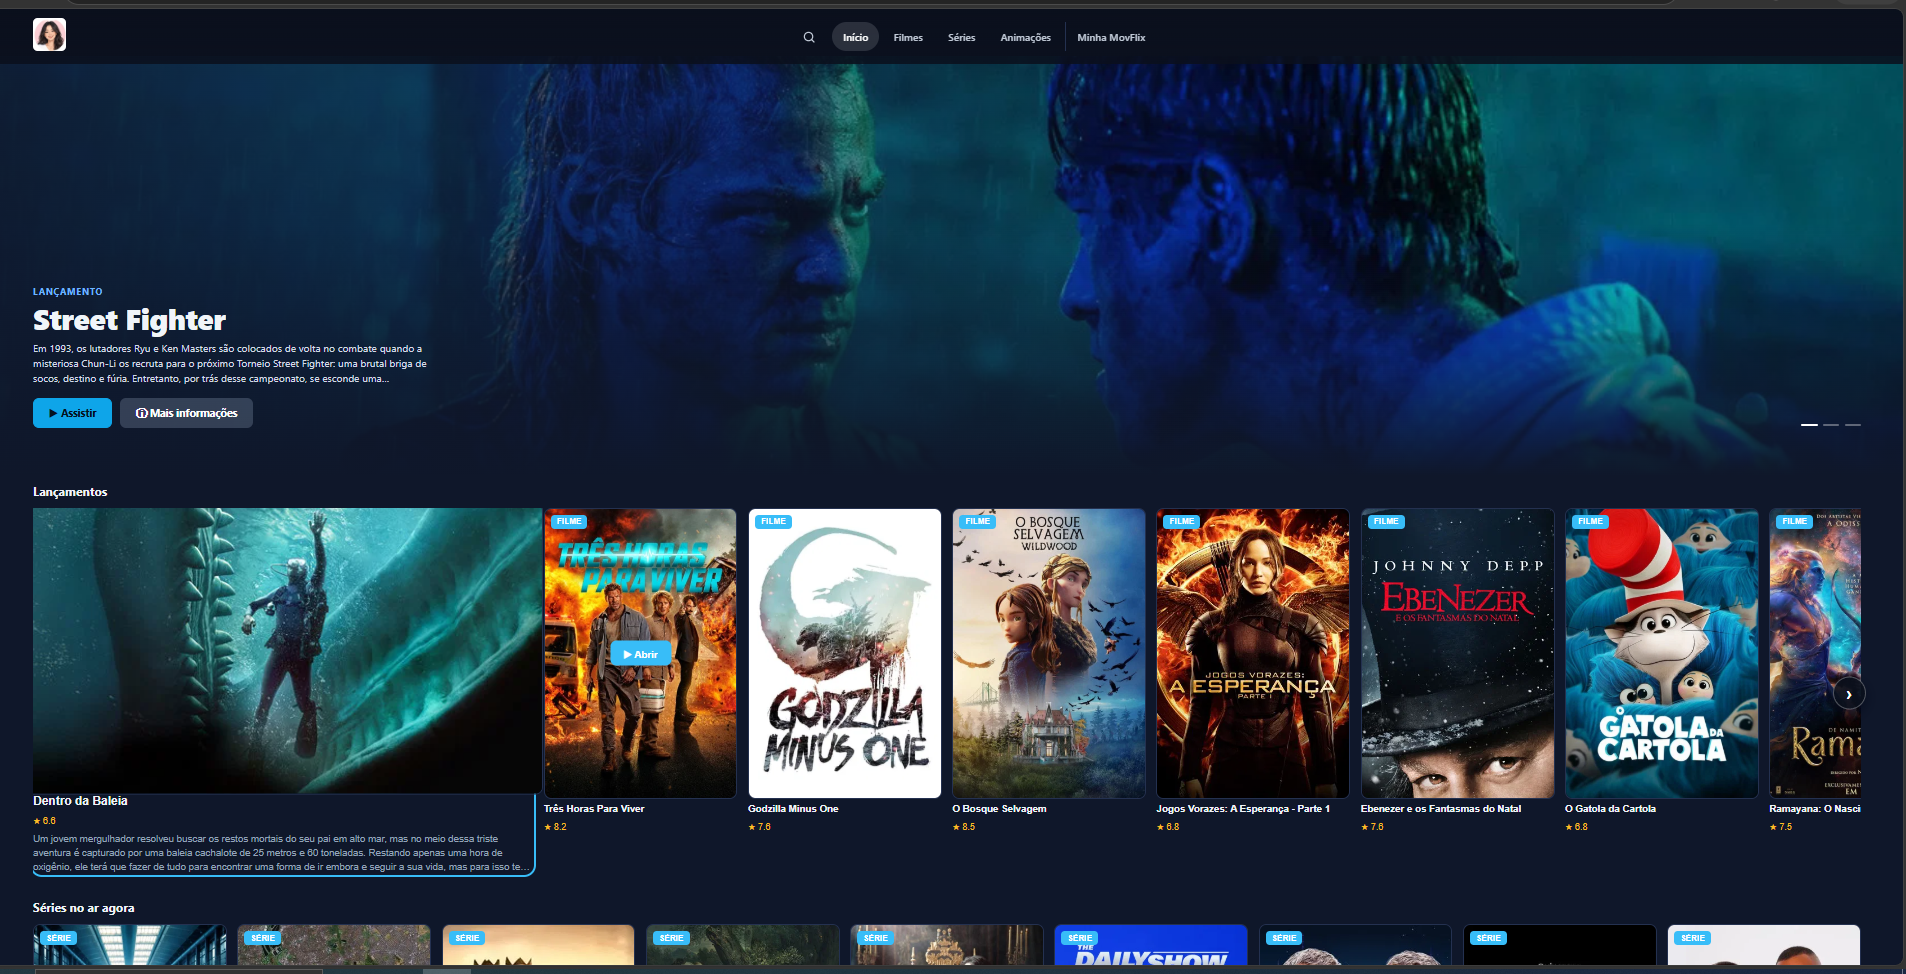 Início
Filmes
Séries
Animações
Minha MovFlix
LANÇAMENTO
Street Fighter
Em 1993, os lutadores Ryu e Ken Masters são colocados de volta no combate quando a
misteriosa Chun-Li os recruta para o próximo Torneio Street Fighter: uma brutal briga de
socos, destino e fúria. Entretanto, por trás desse campeonato, se esconde uma...
Assistir
Mais informações
Lançamentos
Dentro da Baleia
★ 6.6
Um jovem mergulhador resolveu buscar os restos mortais do seu pai em alto mar, mas no meio dessa triste
aventura é capturado por uma baleia cachalote de 25 metros e 60 toneladas. Restando apenas uma hora de
oxigênio, ele terá que fazer de tudo para encontrar uma forma de ir embora e seguir a sua vida, mas para isso te...
FILME
TRÊS HORAS
PARA VIVER
Abrir
Três Horas Para Viver
★ 8.2
FILME
GODZILLA
MINUS ONE
Godzilla Minus One
★ 7.6
FILME
O BOSQUE
SELVAGEM
WILDWOOD
O Bosque Selvagem
★ 8.5
FILME
JOGOS VORAZES:
A ESPERANÇA
PARTE 1
Jogos Vorazes: A Esperança - Parte 1
★ 6.8
FILME
JOHNNY DEPP
EBENEZER
E OS FANTASMAS DO NATAL
Ebenezer e os Fantasmas do Natal
★ 7.6
FILME
O GATOLA DA
CARTOLA
O Gatola da Cartola
★ 6.8
FILME
A ODISS
Rama
Ramayana: O Nasci
★ 7.5
Séries no ar agora
SÉRIE
SÉRIE
SÉRIE
SÉRIE
SÉRIE
SÉRIE
THE
DAILY SHOW
SÉRIE
SÉRIE
SÉRIE